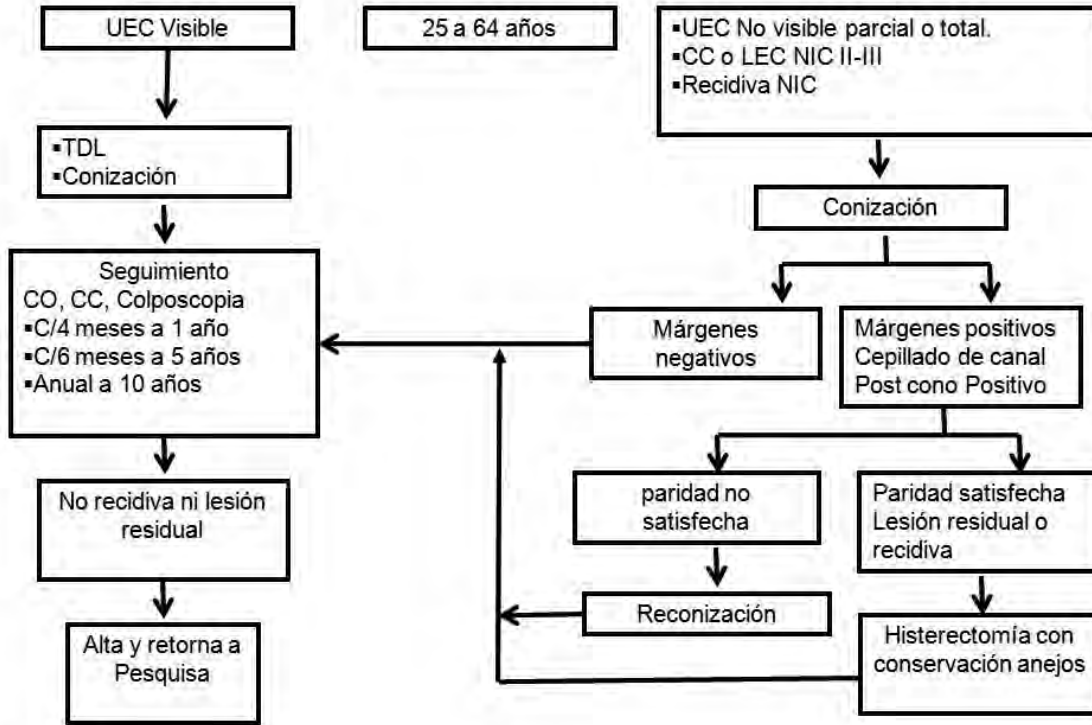 UEC Visible
25 a 64 años
▪UEC No visible parcial o total.
▪CC o LEC NIC II-III
▪Recidiva NIC
▪TDL
▪Conización
Conización
Seguimiento
CO, CC, Colposcopia
▪C/4 meses a 1 año
▪C/6 meses a 5 años
▪Anual a 10 años
Márgenes
negativos
Márgenes positivos
Cepillado de canal
Post cono Positivo
No recidiva ni lesión
residual
paridad no
satisfecha
Paridad satisfecha
Lesión residual o
recidiva
Reconización
Alta y retorna a
Pesquisa
Histerectomía con
conservación anejos